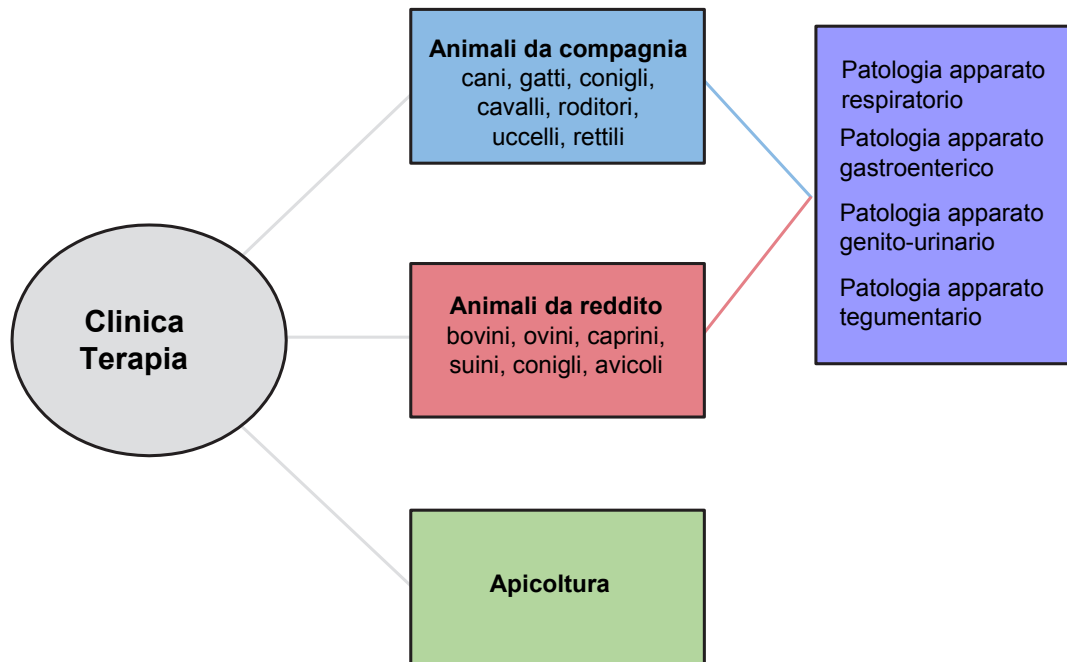 Animali da compagnia
cani, gatti, conigli,
cavalli, roditori,
uccelli, rettili
Patologia apparato
respiratorio
Patologia apparato
gastroenterico
Patologia apparato
genito-urinario
Patologia apparato
tegumentario
Clinica
Terapia
Animali da reddito
bovini, ovini, caprini,
suini, conigli, avicoli
Apicoltura